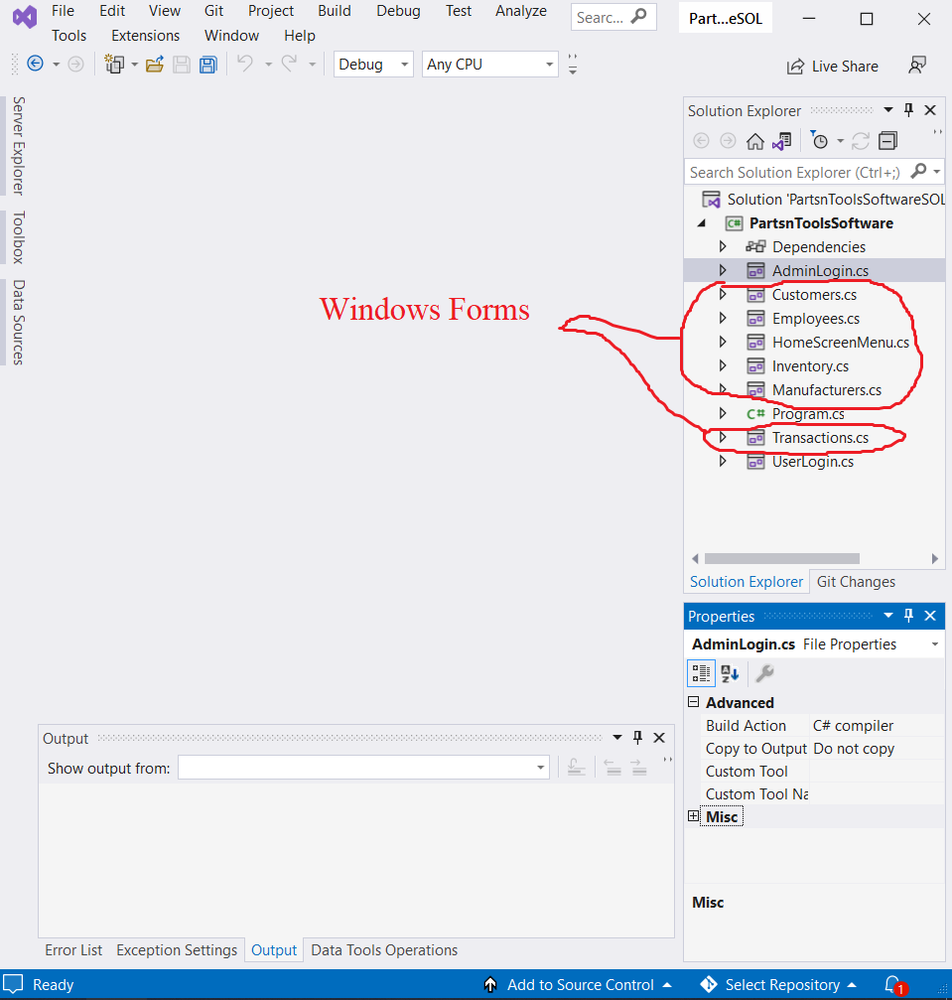 File Edit View Git Project Build Debug Test Analyze Searc... Part...eSOL
Tools Extensions Window Help
Debug Any CPU Live Share
Server Explorer
Toolbox
Data Sources
Windows Forms
Solution Explorer
Search Solution Explorer (Ctrl+;)
Solution 'PartsnToolsSoftwareSOL
C# PartsnToolsSoftware
Dependencies
AdminLogin.cs
Customers.cs
Employees.cs
HomeScreenMenu.cs
Inventory.cs
Manufacturers.cs
C# Program.cs
Transactions.cs
UserLogin.cs
Solution Explorer Git Changes
Properties
AdminLogin.cs File Properties
Advanced
Build Action C# compiler
Copy to Output Do not copy
Custom Tool
Custom Tool Na
Misc
Misc
Output
Show output from:
Error List Exception Settings Output Data Tools Operations
Ready Add to Source Control Select Repository 1